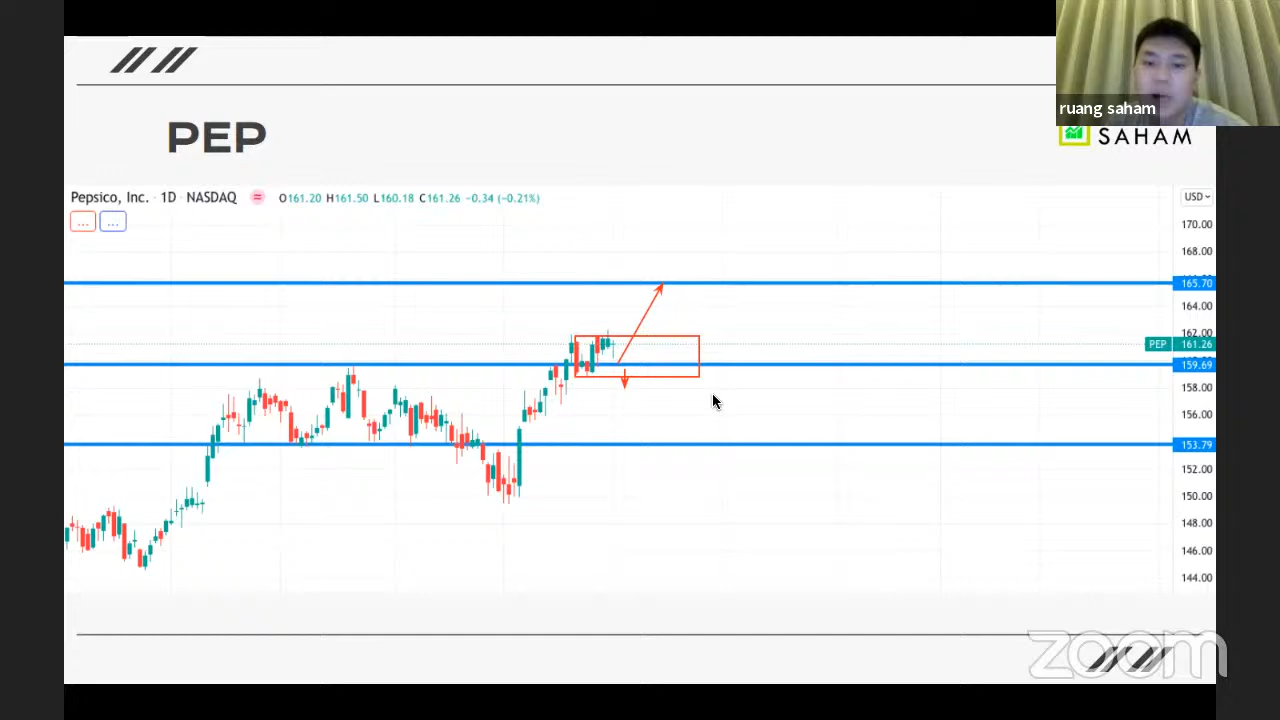 ruang saham
SAHAM
PEP
Pepsico, Inc. · 1D · NASDAQ = O161.20 H161.50 L160.18 C161.26 −0.34 (−0.21%)
... ...
USD
170.00
168.00
165.70
164.00
162.00
PEP 161.26
159.69
158.00
156.00
153.79
152.00
150.00
148.00
146.00
144.00
zoom